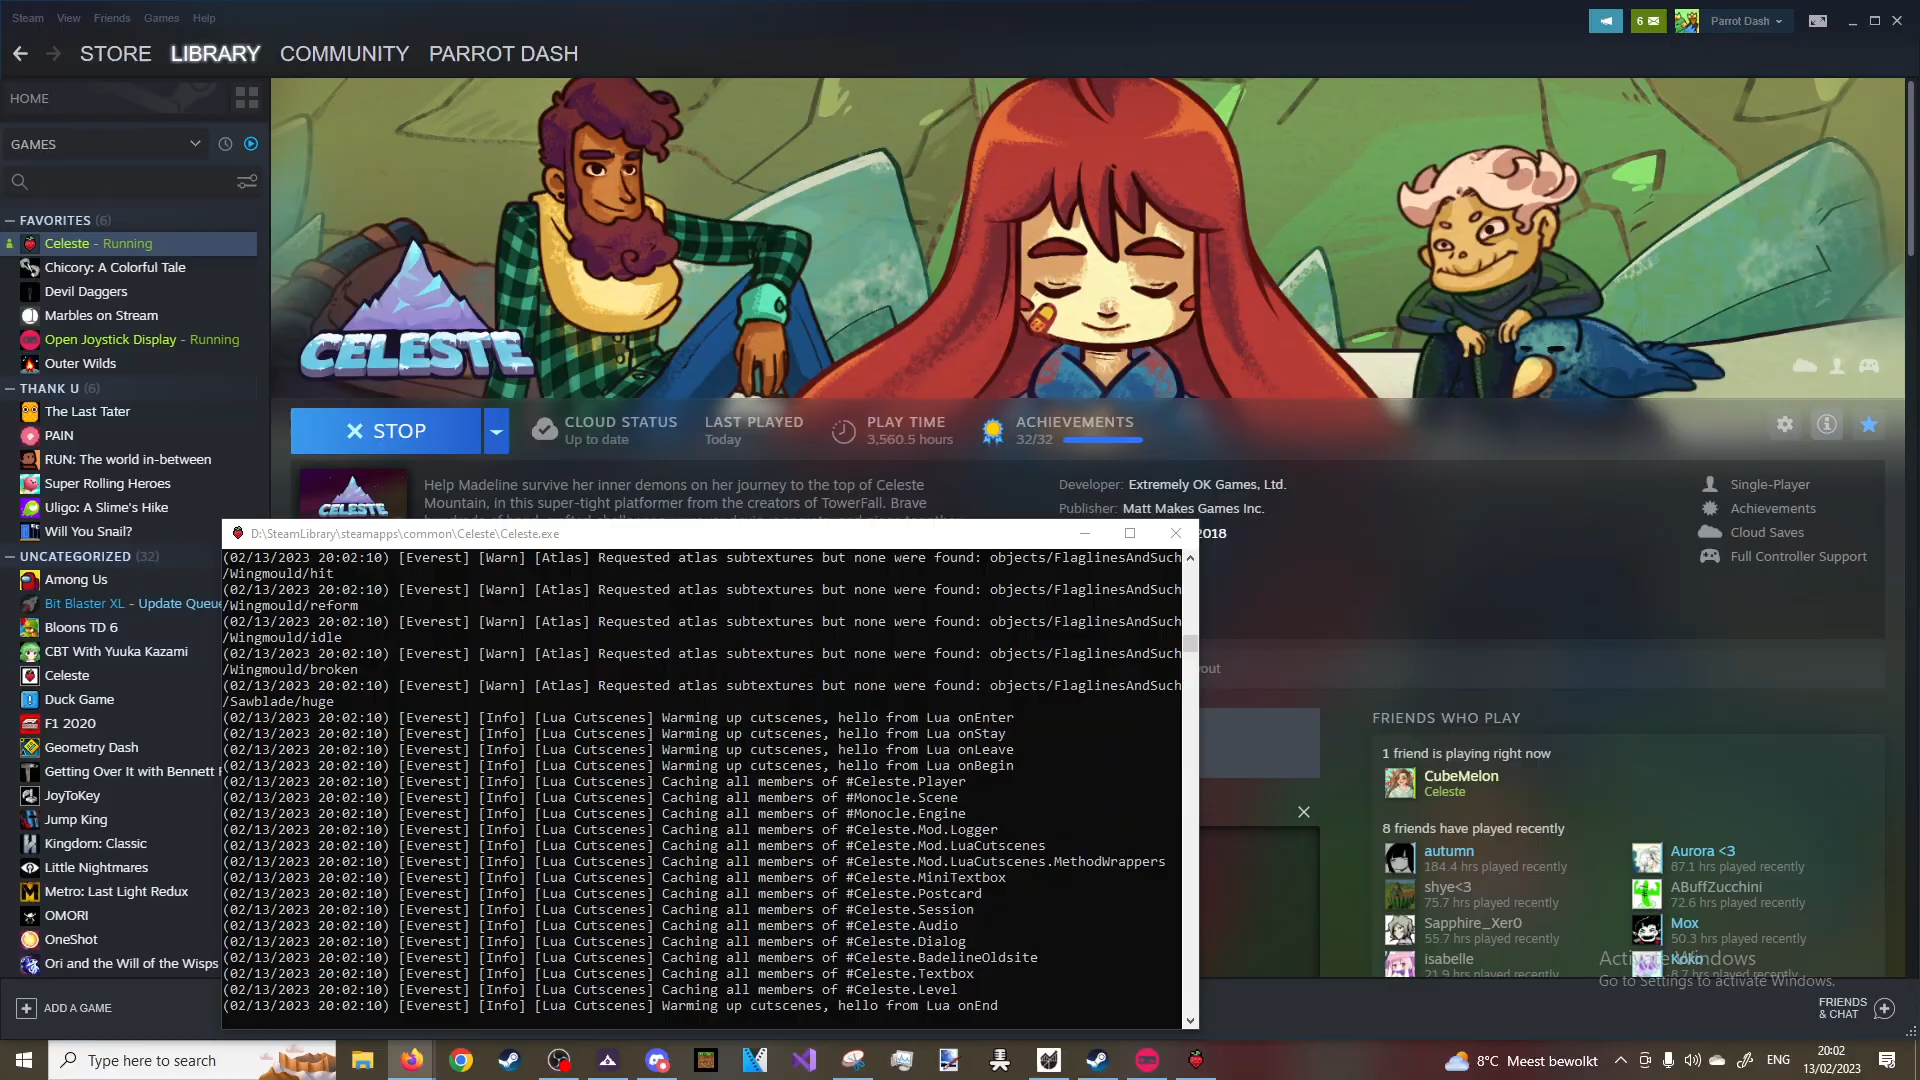 Steam View Friends Games Help
6
Parrot Dash
STORE LIBRARY COMMUNITY PARROT DASH
HOME
GAMES
FAVORITES (6)
Celeste - Running
Chicory: A Colorful Tale
Devil Daggers
Marbles on Stream
Open Joystick Display - Running
Outer Wilds
THANK U (6)
The Last Tater
PAIN
RUN: The world in-between
Super Rolling Heroes
Uligo: A Slime's Hike
Will You Snail?
UNCATEGORIZED (32)
Among Us
Bit Blaster XL - Update Queue
Bloons TD 6
CBT With Yuuka Kazami
Celeste
Duck Game
F1 2020
Geometry Dash
Getting Over It with Bennett F
JoyToKey
Jump King
Kingdom: Classic
Little Nightmares
Metro: Last Light Redux
OMORI
OneShot
Ori and the Will of the Wisps
ADD A GAME
CELESTE
STOP
CLOUD STATUS
Up to date
LAST PLAYED
Today
PLAY TIME
3,560.5 hours
ACHIEVEMENTS
32/32
CELESTE
Help Madeline survive her inner demons on her journey to the top of Celeste
Mountain, in this super-tight platformer from the creators of TowerFall. Brave
Developer: Extremely OK Games, Ltd.
Publisher: Matt Makes Games Inc.
2018
Single-Player
Achievements
Cloud Saves
Full Controller Support
D:\SteamLibrary\steamapps\common\Celeste\Celeste.exe
(02/13/2023 20:02:10) [Everest] [Warn] [Atlas] Requested atlas subtextures but none were found: objects/FlaglinesAndSuch
/Wingmould/hit
(02/13/2023 20:02:10) [Everest] [Warn] [Atlas] Requested atlas subtextures but none were found: objects/FlaglinesAndSuch
/Wingmould/reform
(02/13/2023 20:02:10) [Everest] [Warn] [Atlas] Requested atlas subtextures but none were found: objects/FlaglinesAndSuch
/Wingmould/idle
(02/13/2023 20:02:10) [Everest] [Warn] [Atlas] Requested atlas subtextures but none were found: objects/FlaglinesAndSuch
/Wingmould/broken
(02/13/2023 20:02:10) [Everest] [Warn] [Atlas] Requested atlas subtextures but none were found: objects/FlaglinesAndSuch
/Sawblade/huge
(02/13/2023 20:02:10) [Everest] [Info] [Lua Cutscenes] Warming up cutscenes, hello from Lua onEnter
(02/13/2023 20:02:10) [Everest] [Info] [Lua Cutscenes] Warming up cutscenes, hello from Lua onStay
(02/13/2023 20:02:10) [Everest] [Info] [Lua Cutscenes] Warming up cutscenes, hello from Lua onLeave
(02/13/2023 20:02:10) [Everest] [Info] [Lua Cutscenes] Warming up cutscenes, hello from Lua onBegin
(02/13/2023 20:02:10) [Everest] [Info] [Lua Cutscenes] Caching all members of #Celeste.Player
(02/13/2023 20:02:10) [Everest] [Info] [Lua Cutscenes] Caching all members of #Monocle.Scene
(02/13/2023 20:02:10) [Everest] [Info] [Lua Cutscenes] Caching all members of #Monocle.Engine
(02/13/2023 20:02:10) [Everest] [Info] [Lua Cutscenes] Caching all members of #Celeste.Mod.Logger
(02/13/2023 20:02:10) [Everest] [Info] [Lua Cutscenes] Caching all members of #Celeste.Mod.LuaCutscenes
(02/13/2023 20:02:10) [Everest] [Info] [Lua Cutscenes] Caching all members of #Celeste.Mod.LuaCutscenes.MethodWrappers
(02/13/2023 20:02:10) [Everest] [Info] [Lua Cutscenes] Caching all members of #Celeste.MiniTextbox
(02/13/2023 20:02:10) [Everest] [Info] [Lua Cutscenes] Caching all members of #Celeste.Postcard
(02/13/2023 20:02:10) [Everest] [Info] [Lua Cutscenes] Caching all members of #Celeste.Session
(02/13/2023 20:02:10) [Everest] [Info] [Lua Cutscenes] Caching all members of #Celeste.Audio
(02/13/2023 20:02:10) [Everest] [Info] [Lua Cutscenes] Caching all members of #Celeste.Dialog
(02/13/2023 20:02:10) [Everest] [Info] [Lua Cutscenes] Caching all members of #Celeste.BadelineOldsite
(02/13/2023 20:02:10) [Everest] [Info] [Lua Cutscenes] Caching all members of #Celeste.Textbox
(02/13/2023 20:02:10) [Everest] [Info] [Lua Cutscenes] Caching all members of #Celeste.Level
(02/13/2023 20:02:10) [Everest] [Info] [Lua Cutscenes] Warming up cutscenes, hello from Lua onEnd
FRIENDS WHO PLAY
1 friend is playing right now
CubeMelon
Celeste
8 friends have played recently
autumn
184.4 hrs played recently
Aurora <3
87.1 hrs played recently
shye<3
75.7 hrs played recently
ABuffZucchini
72.6 hrs played recently
Sapphire_Xer0
55.7 hrs played recently
Mox
50.3 hrs played recently
isabelle
21.9 hrs played recently
Koko
8.7 hrs played recently
Activate Windows
Go to Settings to activate Windows.
FRIENDS
& CHAT
Type here to search
8°C Meest bewolkt
ENG
20:02
13/02/2023